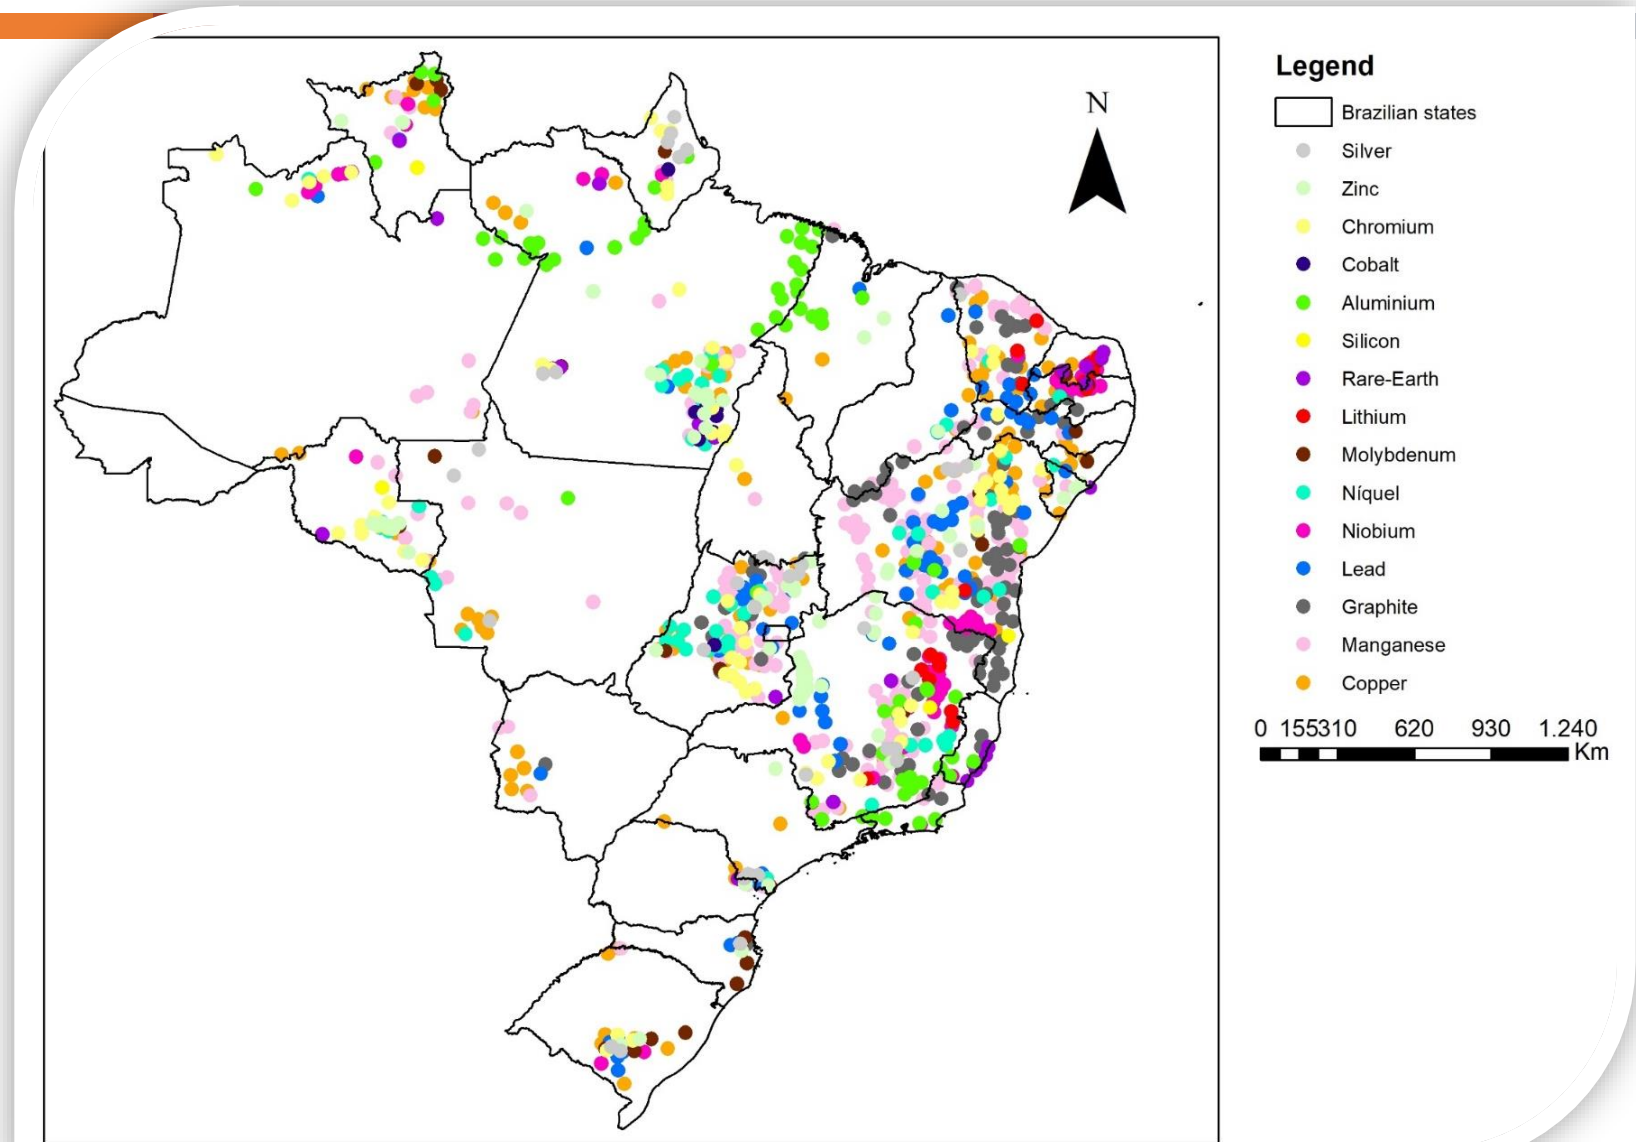 Legend
N
Brazilian states
Silver
Zinc
Chromium
Cobalt
Aluminium
Silicon
Rare-Earth
Lithium
Molybdenum
Níquel
Niobium
Lead
Graphite
Manganese
Copper
0 155310 620 930 1.240
Km